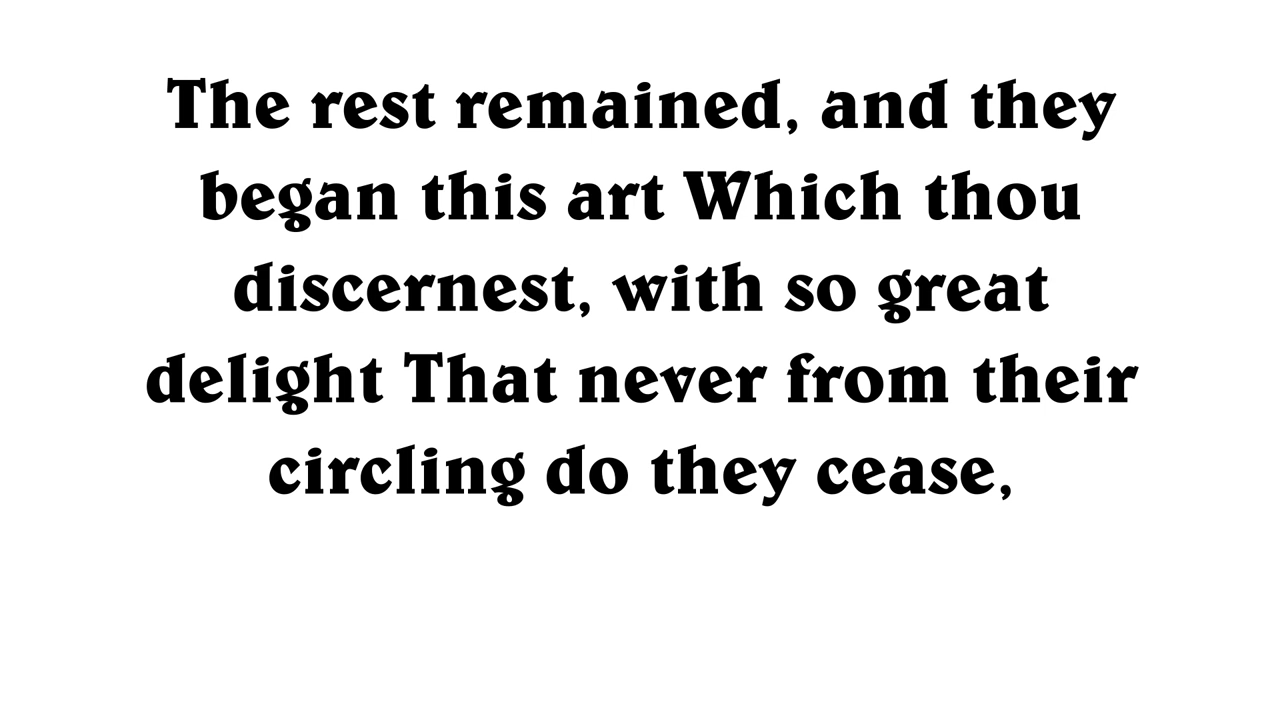 The rest remained, and they
began this art Which thou
discernest, with so great
delight That never from their
circling do they cease,